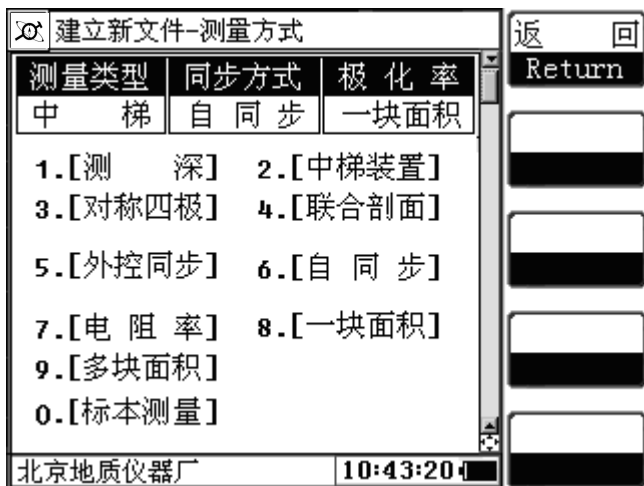 建立新文件-测量方式
返 回
Return
测量类型 同步方式 极 化 率
中 梯 自 同 步 一块面积
1.[测 深] 2.[中梯装置]
3.[对称四极] 4.[联合剖面]
5.[外控同步] 6.[自 同 步]
7.[电 阻 率] 8.[一块面积]
9.[多块面积]
0.[标本测量]
北京地质仪器厂 10:43:20